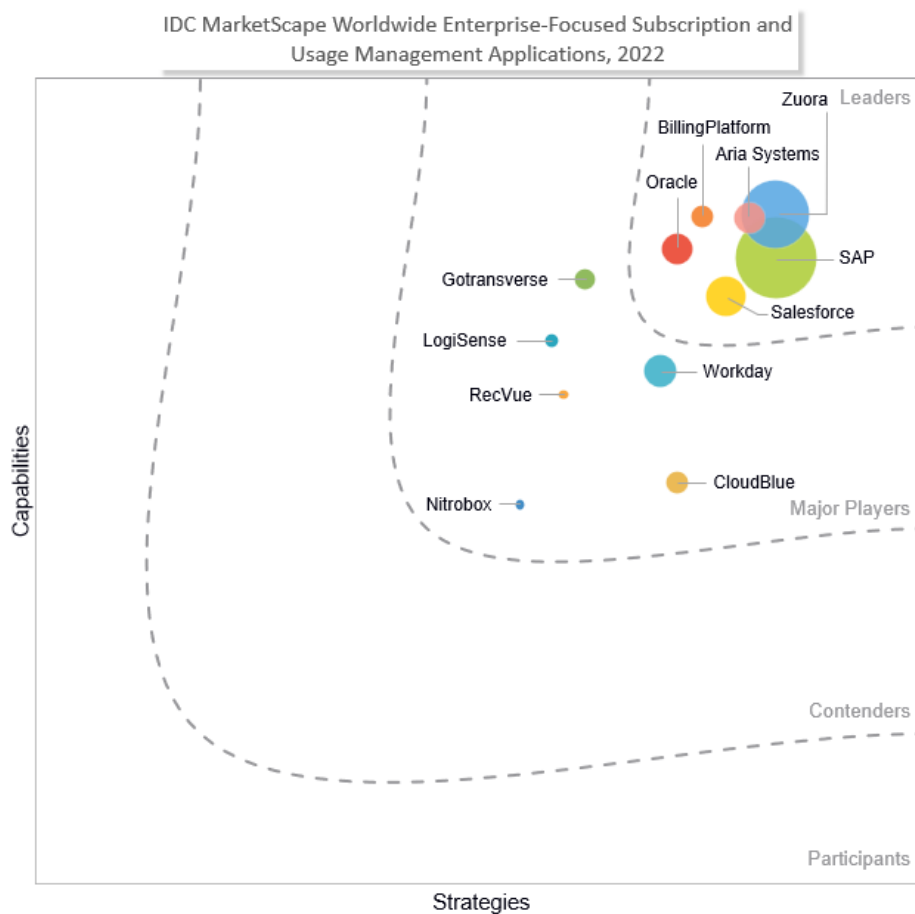 IDC MarketScape Worldwide Enterprise-Focused Subscription and
Usage Management Applications, 2022
Zuora
Leaders
BillingPlatform
Aria Systems
Oracle
SAP
Gotransverse
Salesforce
LogiSense
Workday
RecVue
CloudBlue
Nitrobox
Major Players
Capabilities
Contenders
Participants
Strategies